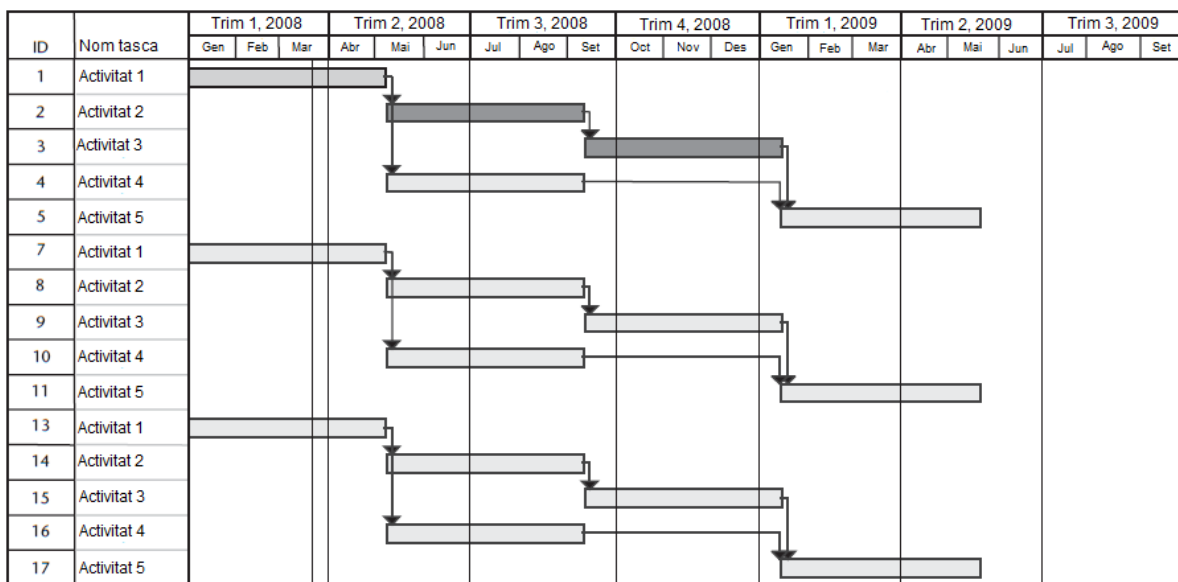 Trim 1, 2008 Trim 2, 2008 Trim 3, 2008 Trim 4, 2008 Trim 1, 2009 Trim 2, 2009 Trim 3, 2009
ID Nom tasca Gen Feb Mar Abr Mai Jun Jul Ago Set Oct Nov Des Gen Feb Mar Abr Mai Jun Jul Ago Set
1 Activitat 1
2 Activitat 2
3 Activitat 3
4 Activitat 4
5 Activitat 5
7 Activitat 1
8 Activitat 2
9 Activitat 3
10 Activitat 4
11 Activitat 5
13 Activitat 1
14 Activitat 2
15 Activitat 3
16 Activitat 4
17 Activitat 5